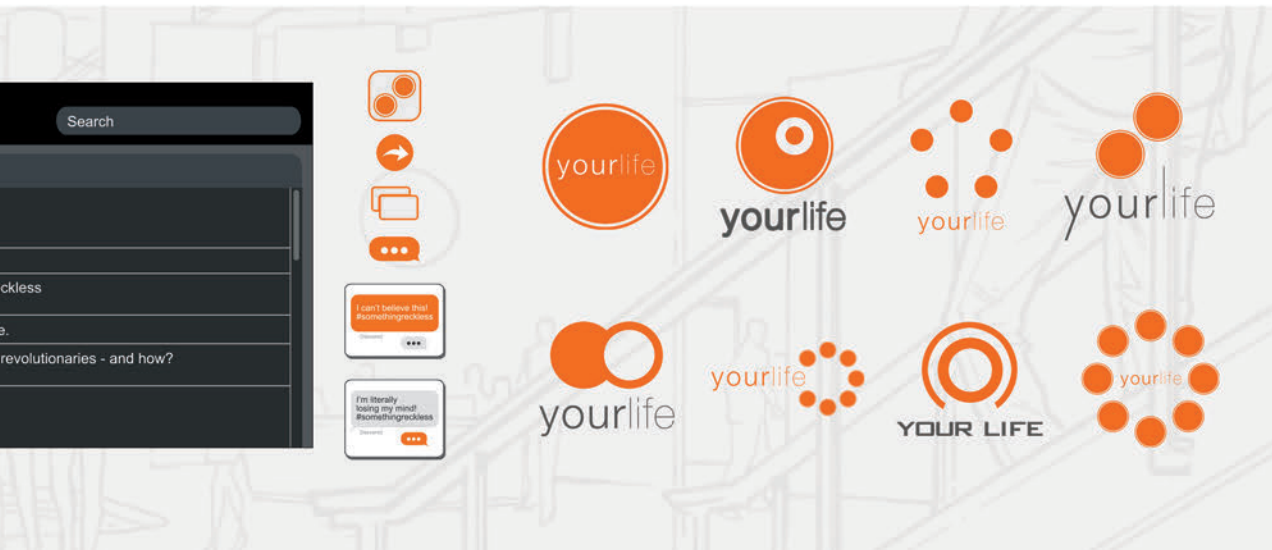 Search
ckless
e.
revolutionaries - and how?
I can't believe this!
#somethingreckless
I'm literally
losing my mind!
#somethingreckless
yourlife
yourlife
yourlife
yourlife
yourlife
yourlife
YOUR LIFE
yourlife